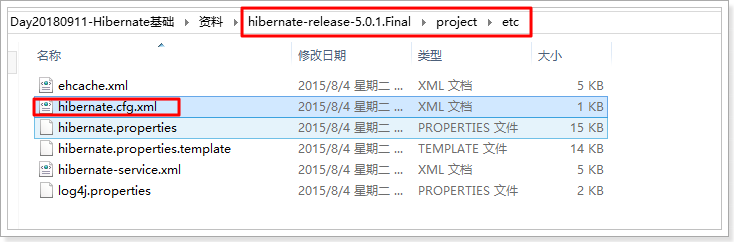 Day20180911-Hibernate基础 › 资料 › hibernate-release-5.0.1.Final › project › etc
名称 修改日期 类型 大小
ehcache.xml 2015/8/4 星期二 ... XML 文档 5 KB
hibernate.cfg.xml 2015/8/4 星期二 ... XML 文档 1 KB
hibernate.properties 2015/8/4 星期二 ... PROPERTIES 文件 15 KB
hibernate.properties.template 2015/8/4 星期二 ... TEMPLATE 文件 14 KB
hibernate-service.xml 2015/8/4 星期二 ... XML 文档 5 KB
log4j.properties 2015/8/4 星期二 ... PROPERTIES 文件 2 KB